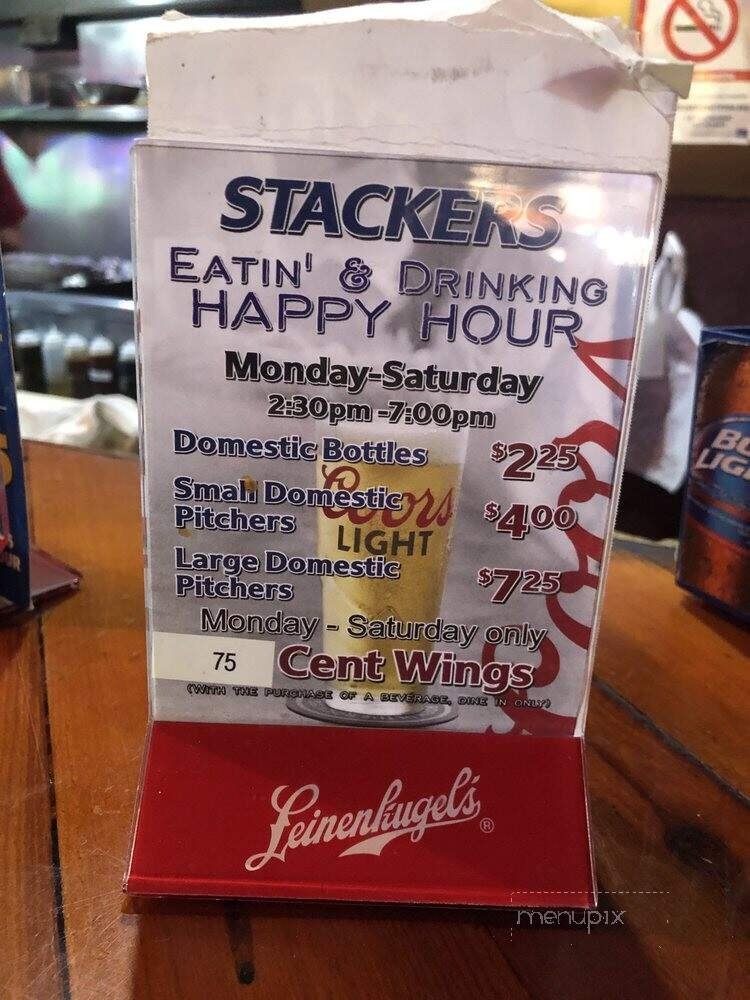 STACKERS
EATIN' & DRINKING
HAPPY HOUR
Monday-Saturday
2:30pm -7:00pm
Domestic Bottles $2.25
Small Domestic
Pitchers $4.00
Large Domestic
Pitchers $7.25
Coors
LIGHT
Monday - Saturday only
75 Cent Wings
(WITH THE PURCHASE OF A BEVERAGE, DINE IN ONLY)
Leinenkugel's ®
LIGH
menupix